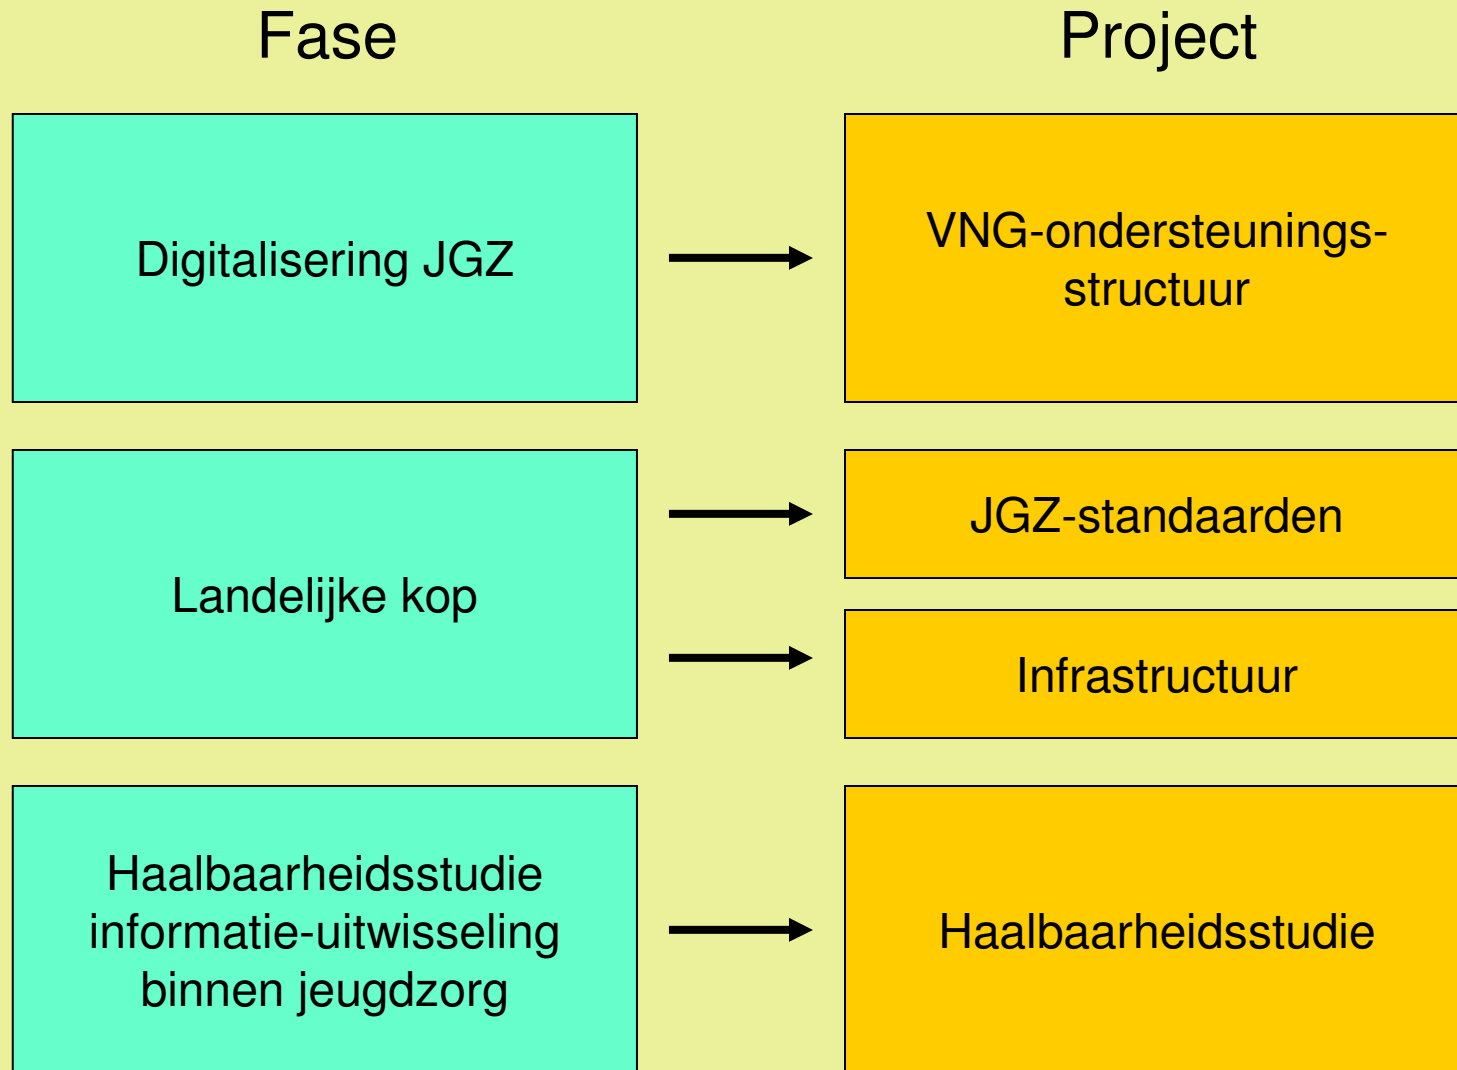 Fase
Project
Digitalisering JGZ
VNG-ondersteunings-
structuur
Landelijke kop
JGZ-standaarden
Infrastructuur
Haalbaarheidsstudie
informatie-uitwisseling
binnen jeugdzorg
Haalbaarheidsstudie